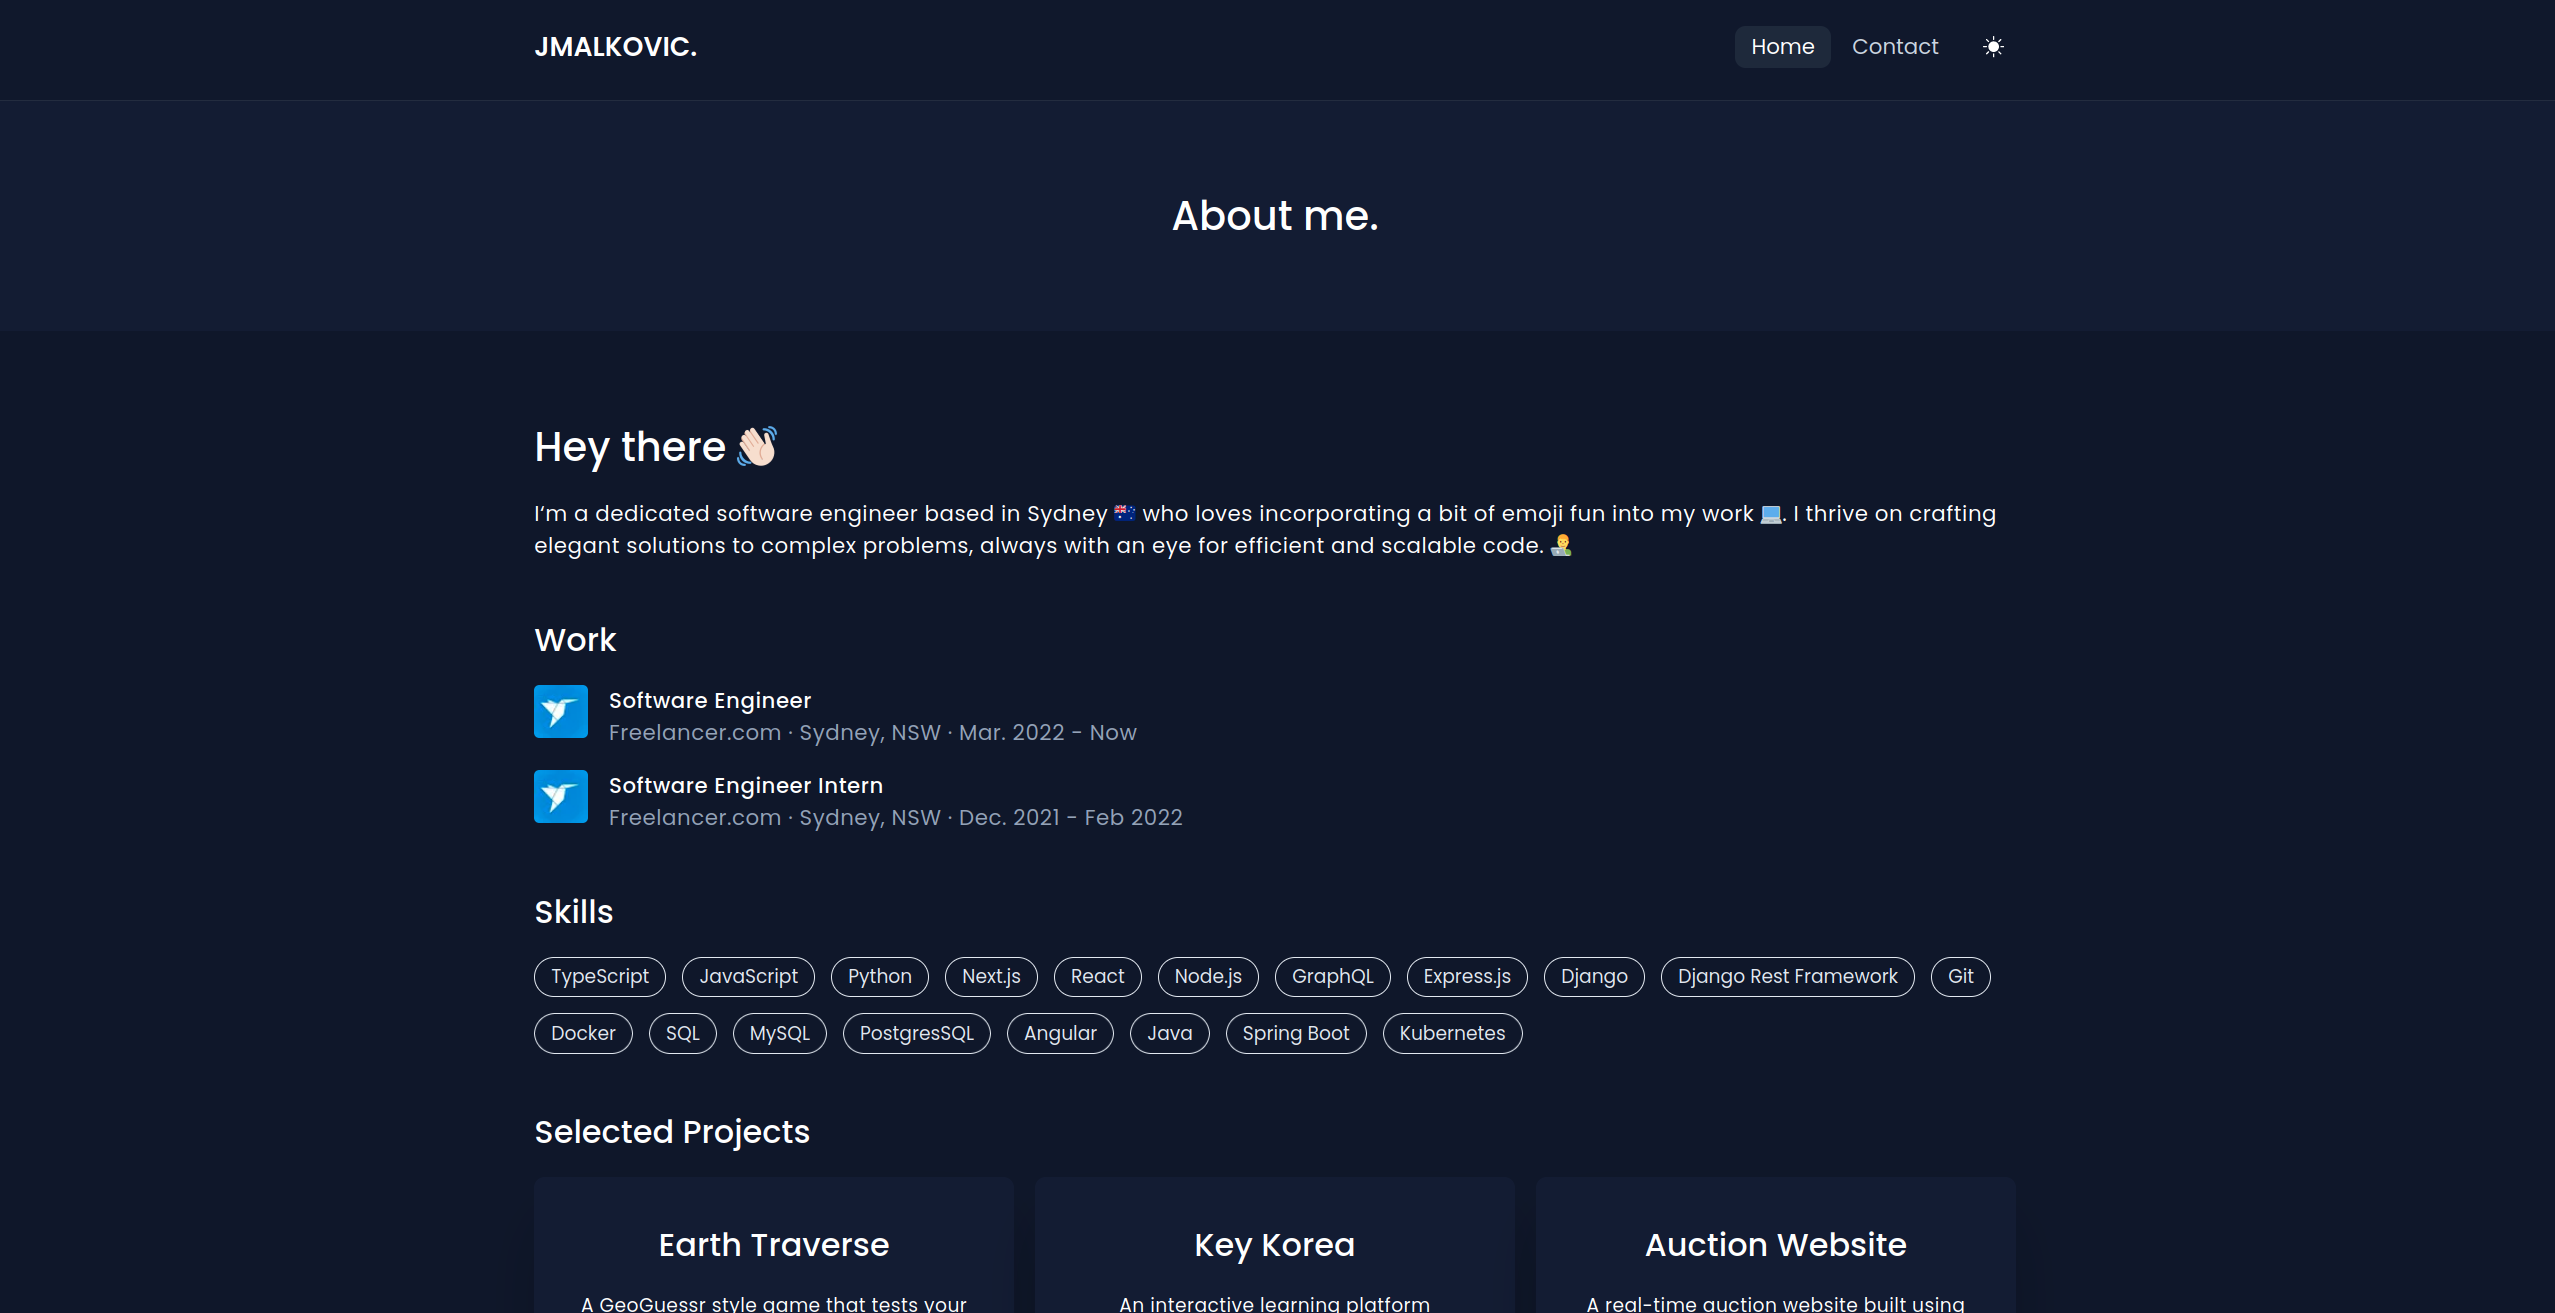 JMALKOVIC.
Home Contact
About me.
Hey there 👋🏻
I‘m a dedicated software engineer based in Sydney 🇦🇺 who loves incorporating a bit of emoji fun into my work 💻. I thrive on crafting
elegant solutions to complex problems, always with an eye for efficient and scalable code. 👨‍💻
Work
Software Engineer
Freelancer.com · Sydney, NSW · Mar. 2022 - Now
Software Engineer Intern
Freelancer.com · Sydney, NSW · Dec. 2021 - Feb 2022
Skills
TypeScript JavaScript Python Next.js React Node.js GraphQL Express.js Django Django Rest Framework Git
Docker SQL MySQL PostgresSQL Angular Java Spring Boot Kubernetes
Selected Projects
Earth Traverse Key Korea Auction Website
A GeoGuessr style game that tests your An interactive learning platform A real-time auction website built using